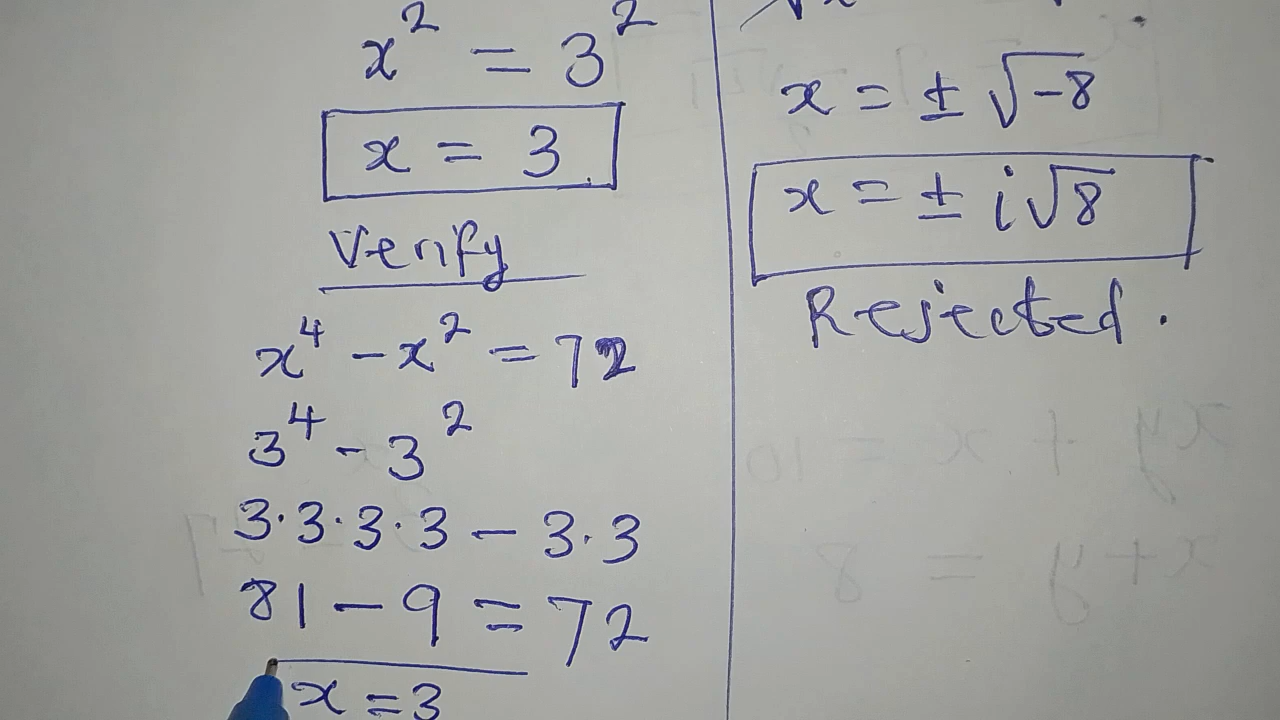 x² = 3²
x = 3
Verify
x⁴ - x² = 72
3⁴ - 3²
3·3·3·3 - 3·3
81 - 9 = 72
x = 3
x = ± √-8
x = ± i√8
Rejected.